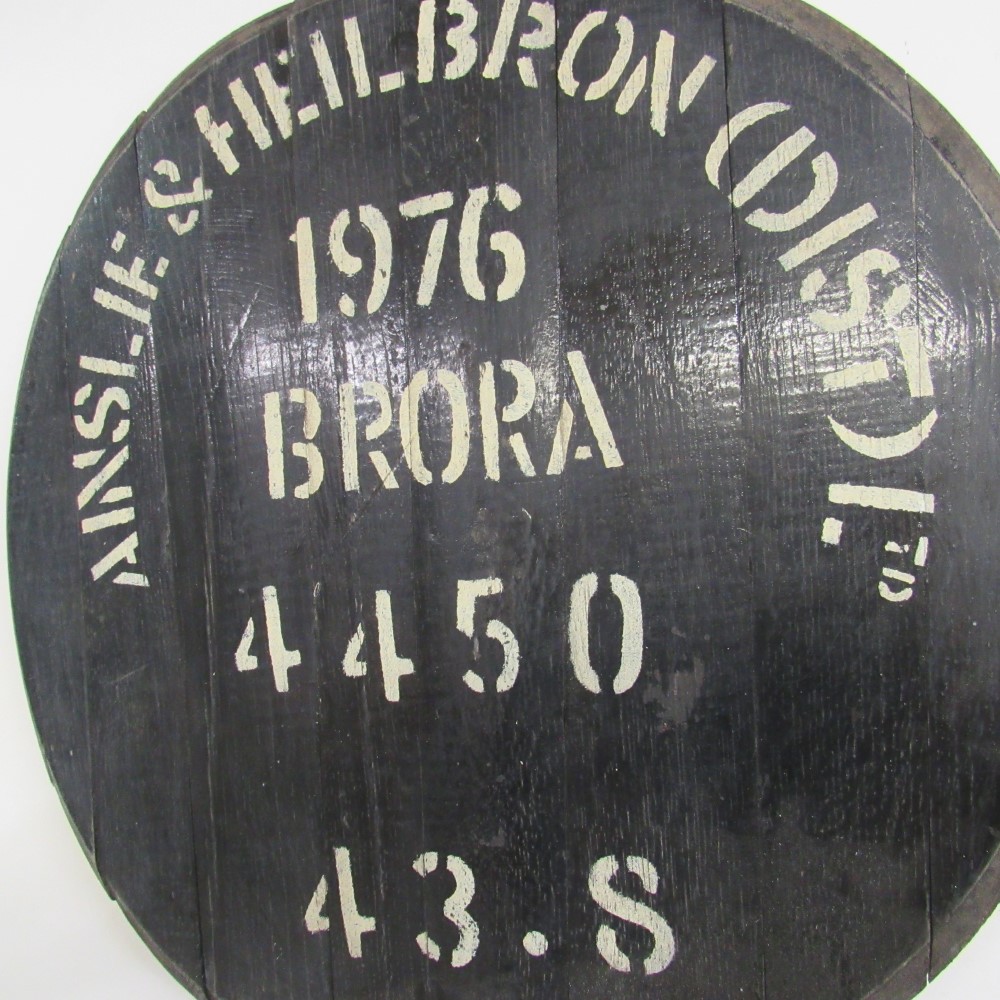 AINSLIE & HEILBRON (DIST) LTD
1976
BRORA
4450
43.S